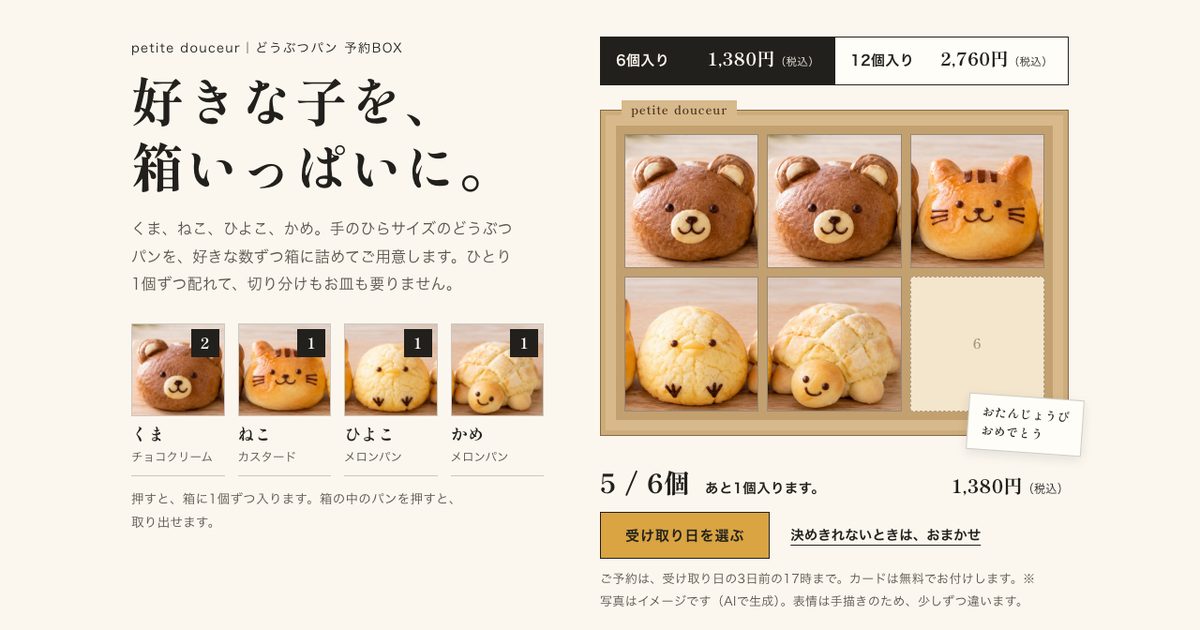 petite douceur｜どうぶつパン 予約BOX
好きな子を、
箱いっぱいに。
くま、ねこ、ひよこ、かめ。手のひらサイズのどうぶつ
パンを、好きな数ずつ箱に詰めてご用意します。ひとり
1個ずつ配れて、切り分けもお皿も要りません。
2
1
1
1
くま
ねこ
ひよこ
かめ
チョコクリーム
カスタード
メロンパン
メロンパン
押すと、箱に1個ずつ入ります。箱の中のパンを押すと、
取り出せます。
6個入り 1,380円（税込）
12個入り 2,760円（税込）
petite douceur
6
おたんじょうび
おめでとう
5 / 6個 あと1個入ります。
1,380円（税込）
受け取り日を選ぶ
決めきれないときは、おまかせ
ご予約は、受け取り日の3日前の17時まで。カードは無料でお付けします。※
写真はイメージです（AIで生成）。表情は手描きのため、少しずつ違います。